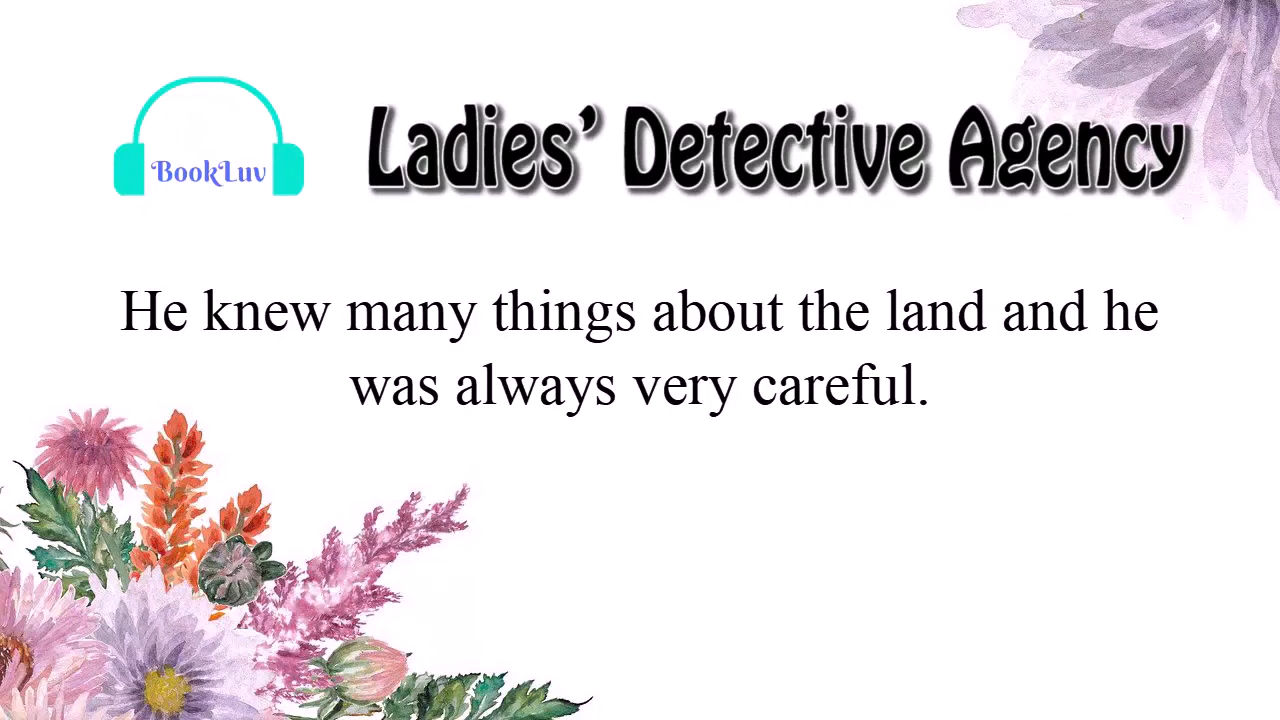 BookLuv
Ladies’ Detective Agency
He knew many things about the land and he
was always very careful.